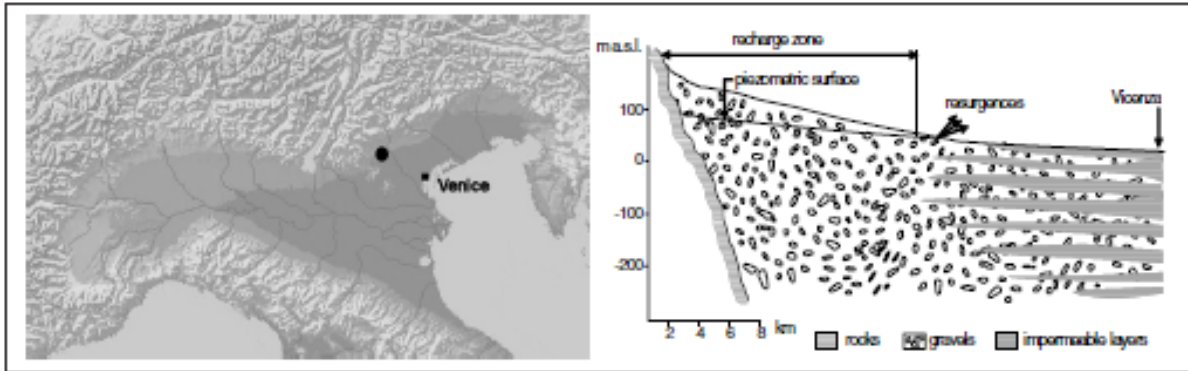 Venice
m a.s.l.
recharge zone
piezometric surface
resurgences
Vicenza
100
0
-100
-200
2 4 6 8 km
rocks gravels impermeable layers